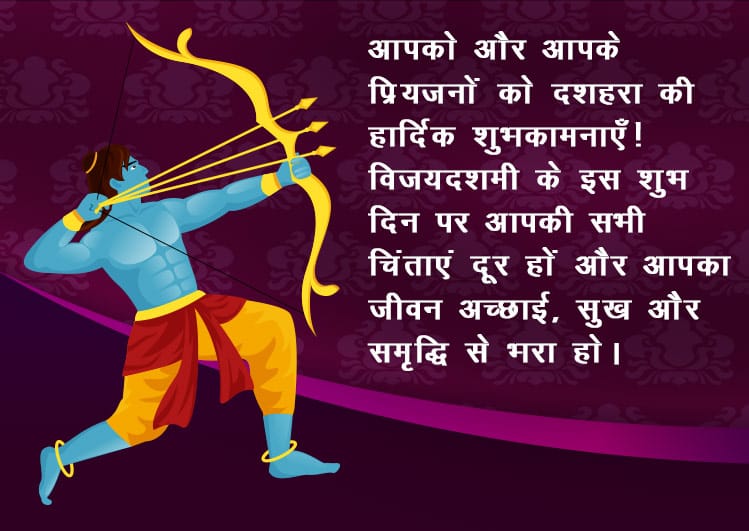 आपको और आपके
प्रियजनों को दशहरा की
हार्दिक शुभकामनाएँ!
विजयदशमी के इस शुभ
दिन पर आपकी सभी
चिंताएं दूर हों और आपका
जीवन अच्छाई, सुख और
समृद्धि से भरा हो।